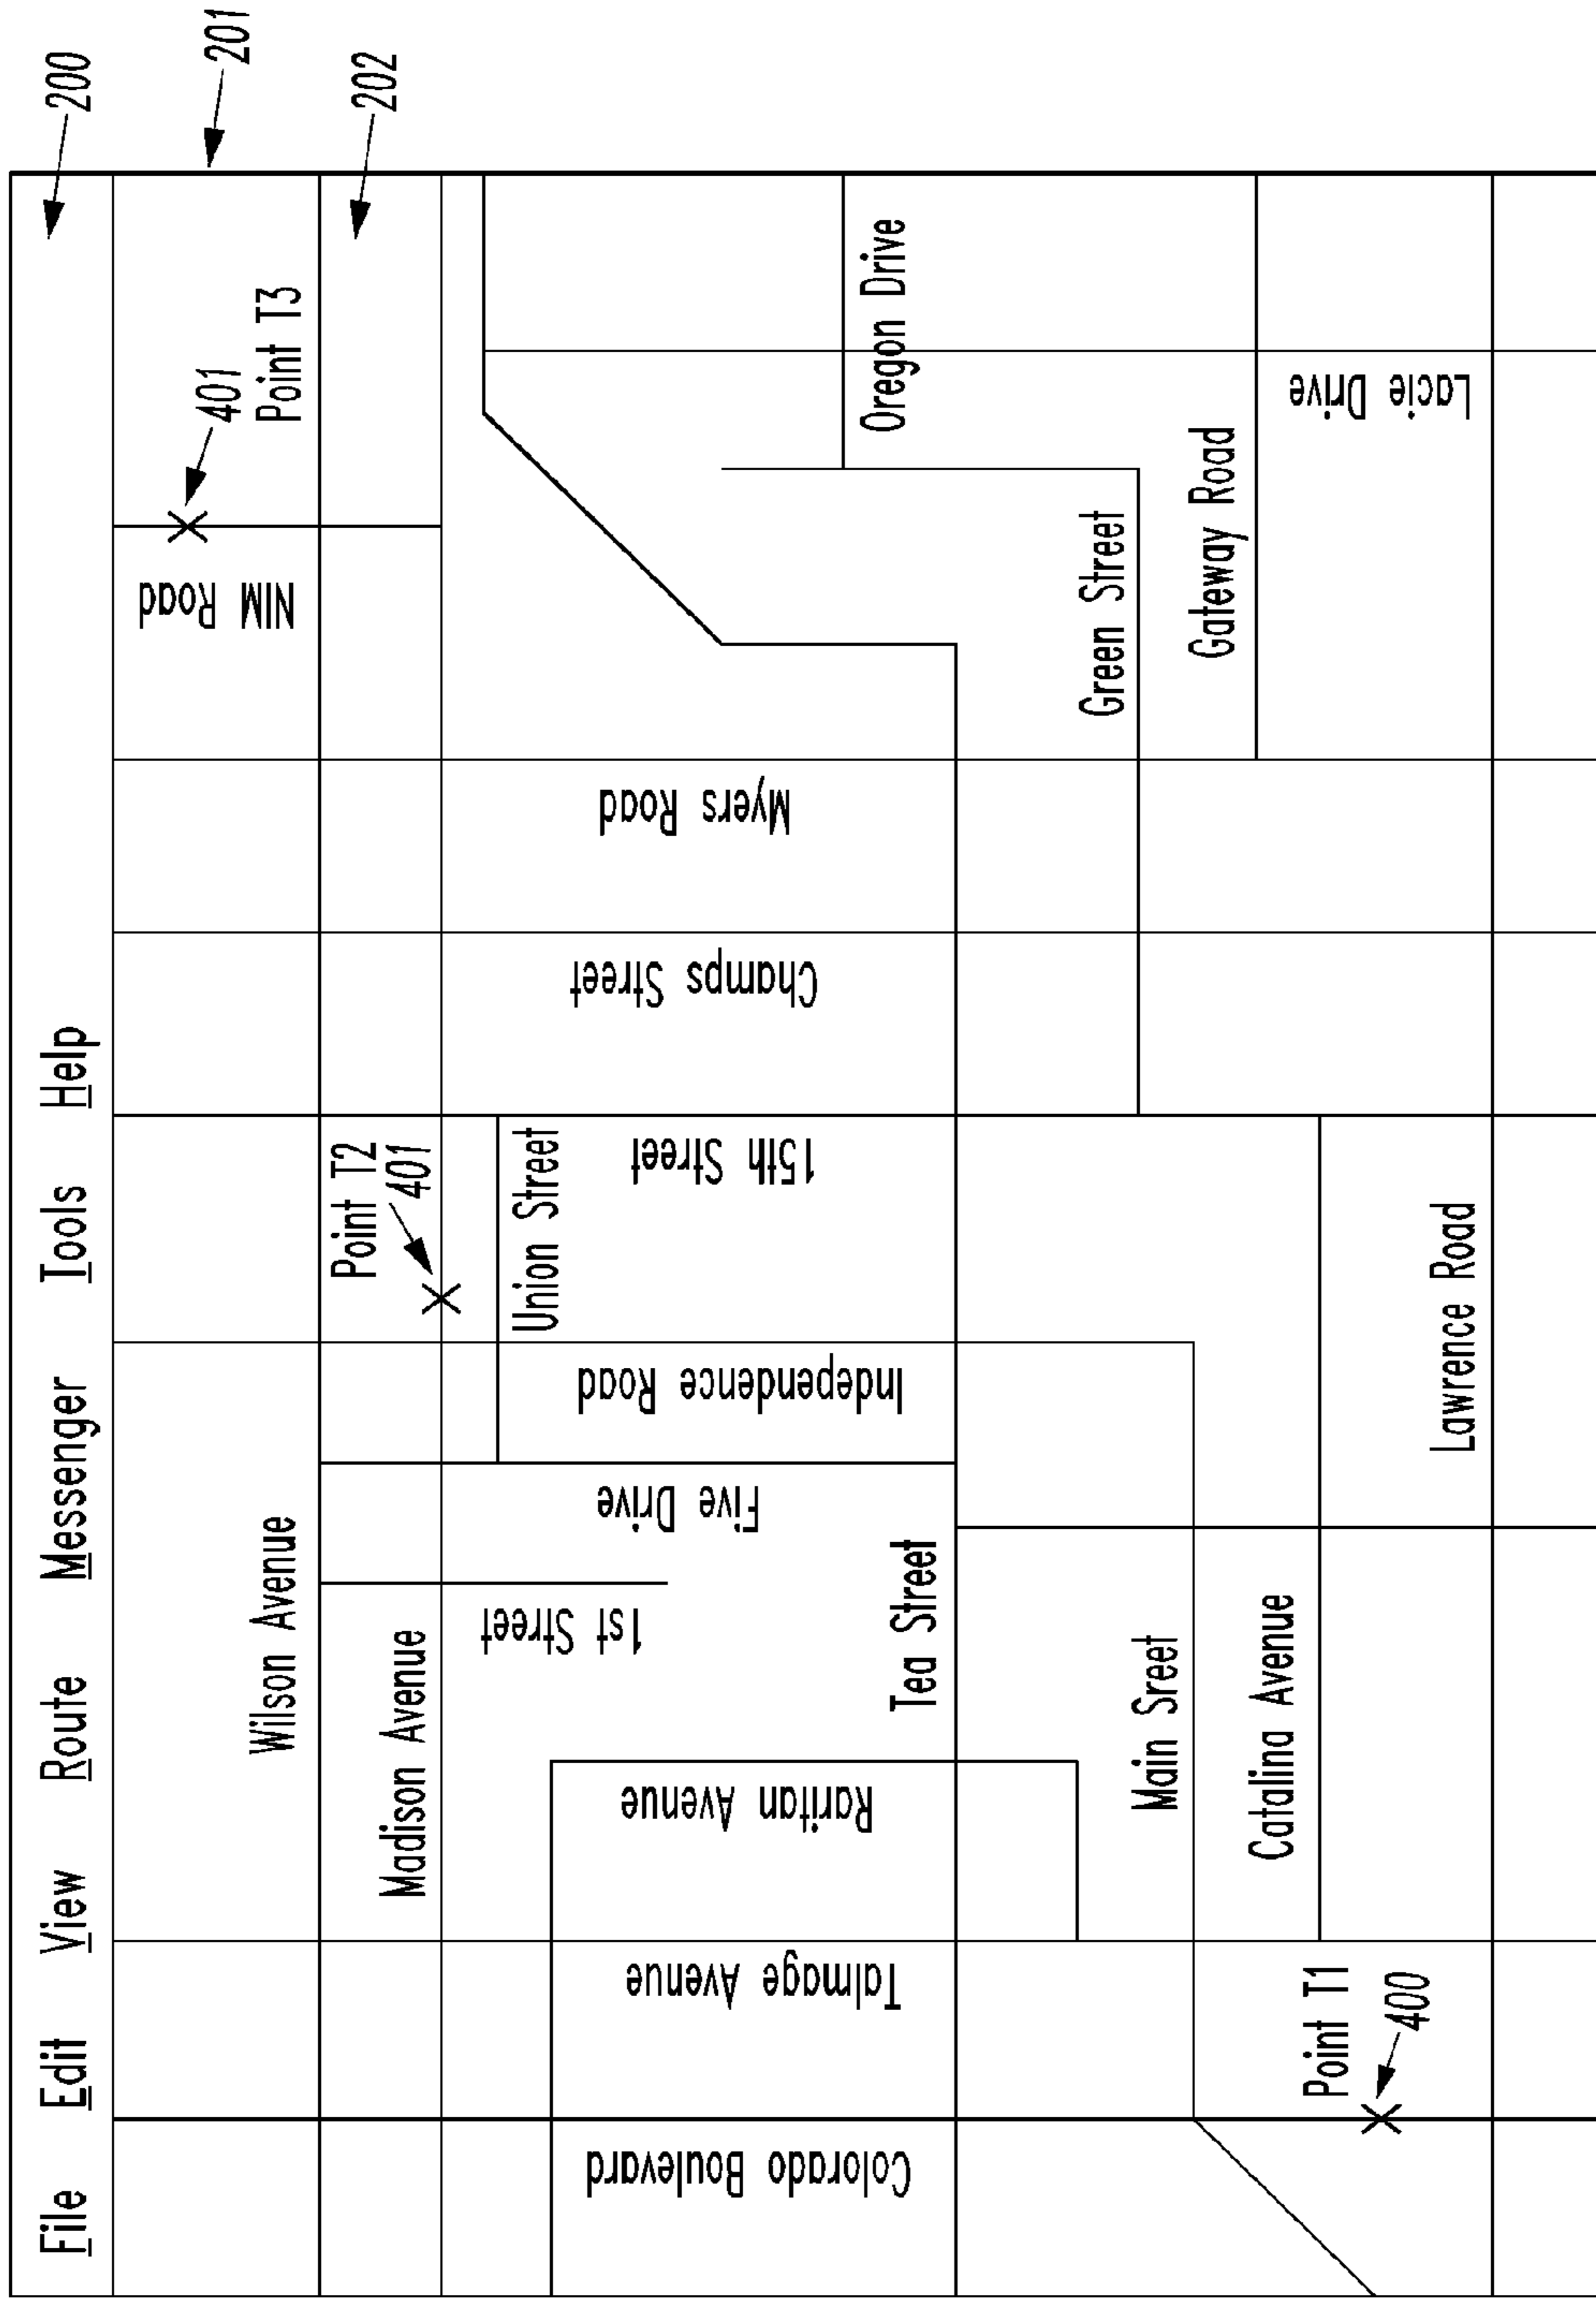 File Edit View Route Messenger Tools Help
200
201
202
401
Point T3
NIM Road
Wilson Avenue
Point T2
401
Madison Avenue
Union Street
1st Street
Five Drive
Independence Road
15th Street
Champs Street
Myers Road
Oregon Drive
Colorado Boulevard
Talmage Avenue
Raritan Avenue
Tea Street
Green Street
Main Sreet
Gateway Road
Catalina Avenue
Lacie Drive
Point T1
400
Lawrence Road